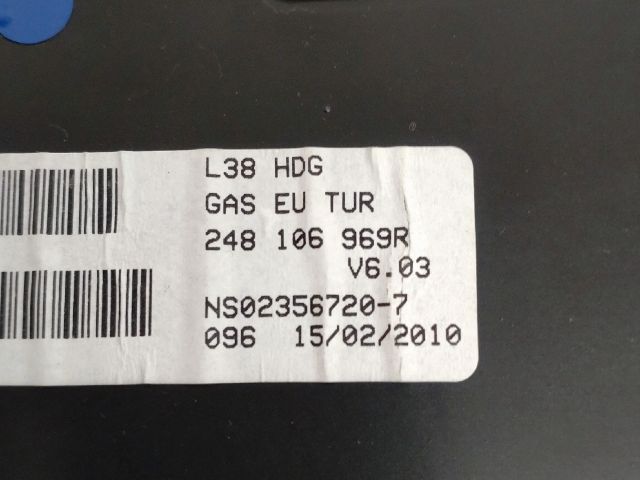 L38 HDG
GAS EU TUR
248 106 969R
V6.03
NS02356720-7
096 15/02/2010